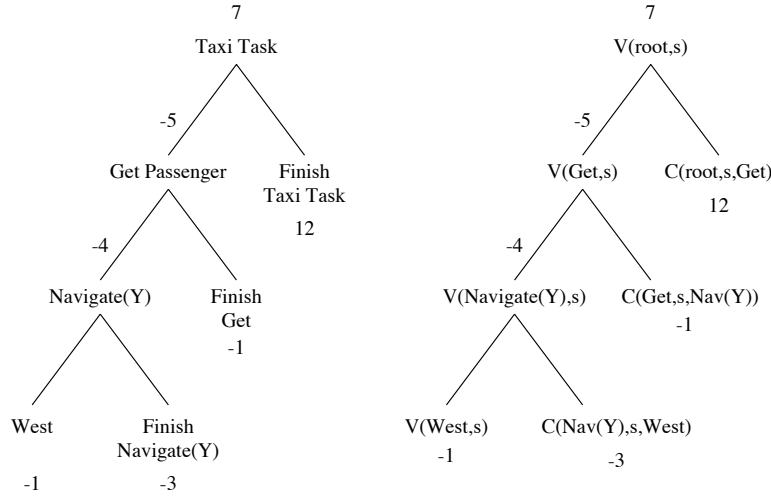 7 7
Taxi Task V(root,s)
-5 -5
Get Passenger Finish V(Get,s) C(root,s,Get)
Taxi Task
12 12
-4 -4
Navigate(Y) Finish V(Navigate(Y),s) C(Get,s,Nav(Y))
Get
-1 -1
West Finish V(West,s) C(Nav(Y),s,West)
Navigate(Y)
-1 -3 -1 -3